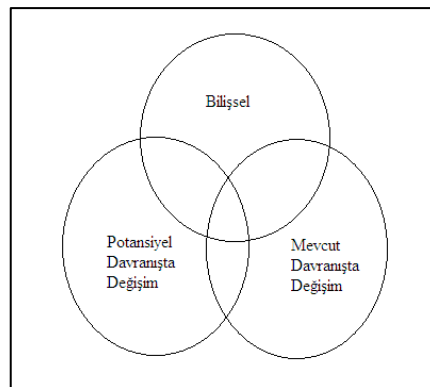 Bilişsel
Potansiyel
Davranışta
Değişim
Mevcut
Davranışta
Değişim